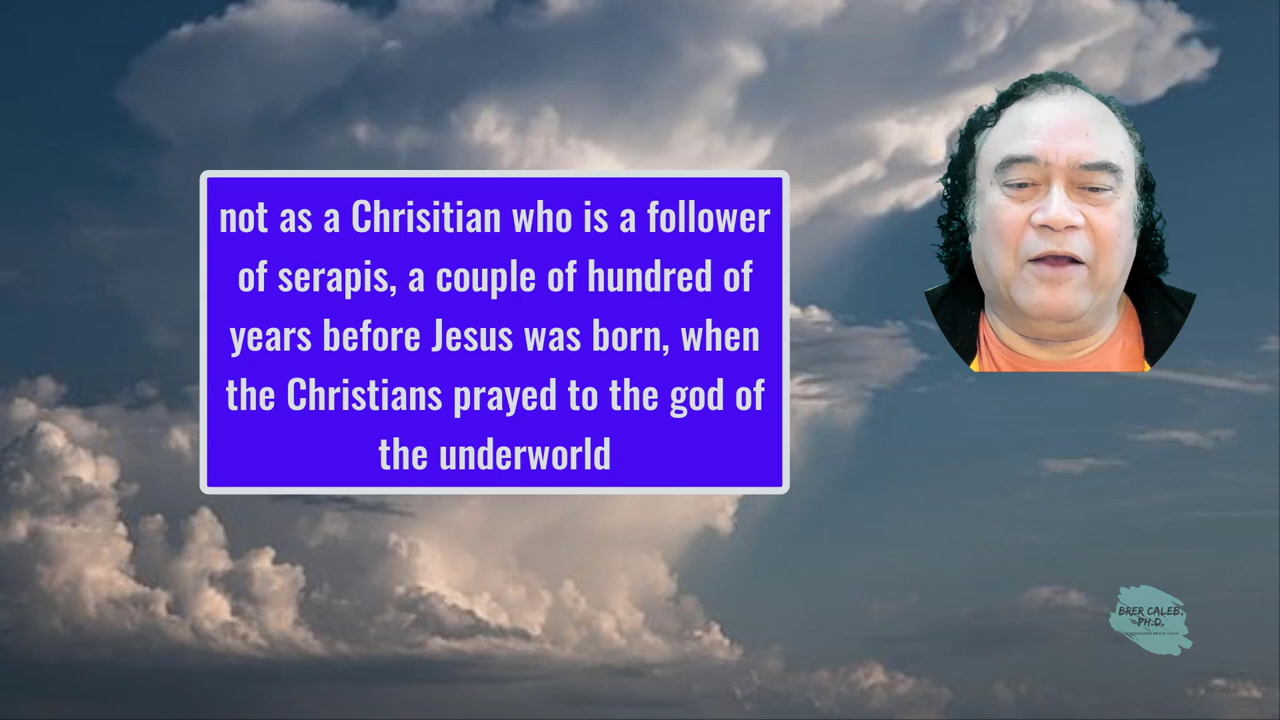 not as a Chrisitian who is a follower
of serapis, a couple of hundred of
years before Jesus was born, when
the Christians prayed to the god of
the underworld
BRER CALEB,
PH.D.